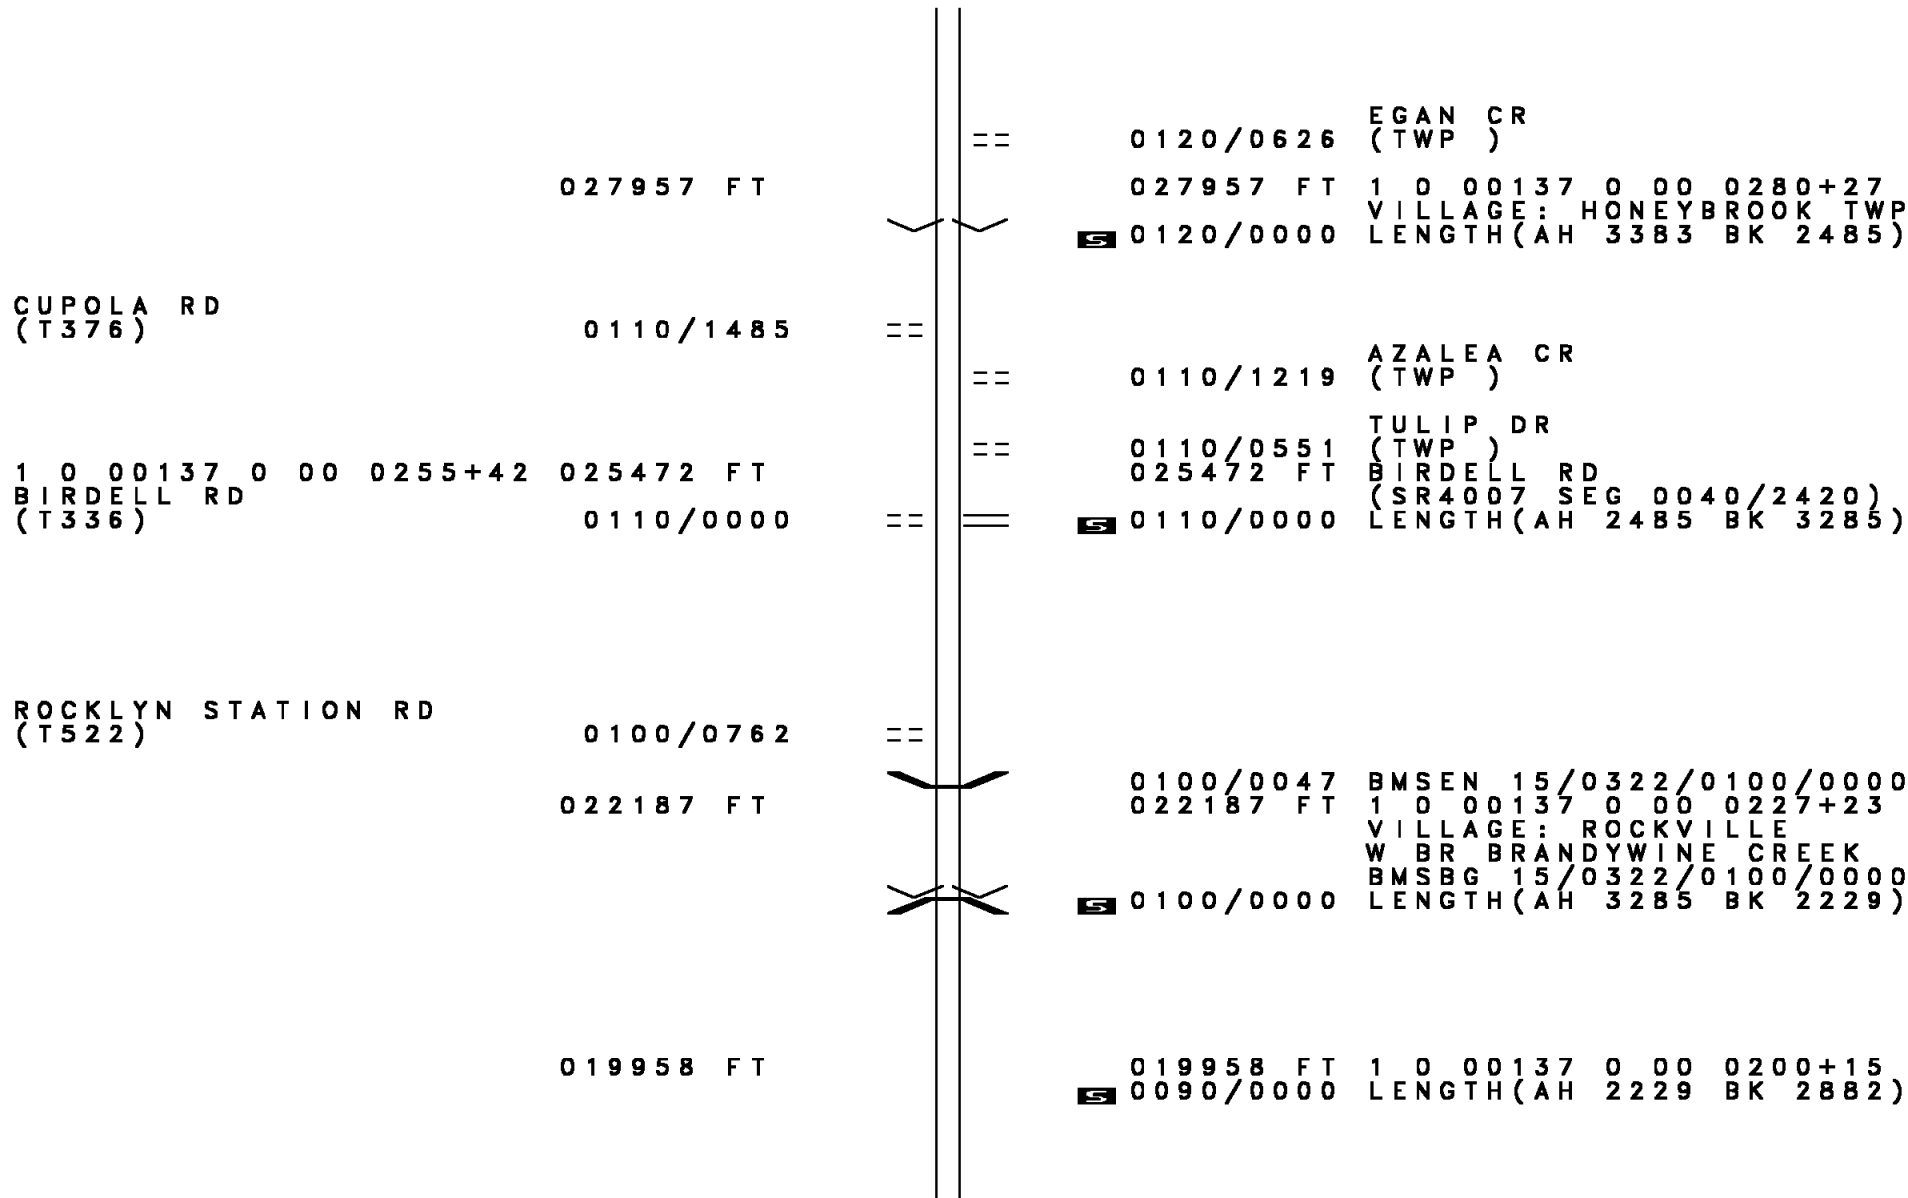 EGAN CR
0120/0626 (TWP )
027957 FT 027957 FT 1 0 00137 0 00 0280+27
VILLAGE: HONEYBROOK TWP
S 0120/0000 LENGTH(AH 3383 BK 2485)
CUPOLA RD
(T376) 0110/1485
AZALEA CR
0110/1219 (TWP )
TULIP DR
0110/0551 (TWP )
1 0 00137 0 00 0255+42 025472 FT 025472 FT BIRDELL RD
BIRDELL RD (SR4007 SEG 0040/2420)
(T336) 0110/0000 S 0110/0000 LENGTH(AH 2485 BK 3285)
ROCKLYN STATION RD
(T522) 0100/0762
0100/0047 BMSEN 15/0322/0100/0000
022187 FT 022187 FT 1 0 00137 0 00 0227+23
VILLAGE: ROCKVILLE
W BR BRANDYWINE CREEK
BMSBG 15/0322/0100/0000
S 0100/0000 LENGTH(AH 3285 BK 2229)
019958 FT 019958 FT 1 0 00137 0 00 0200+15
S 0090/0000 LENGTH(AH 2229 BK 2882)